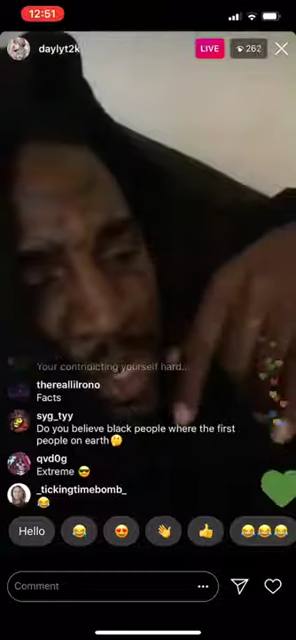 12:51
daylyt2k
LIVE
262
Your contridicting yourself hard...
thereallilrono
Facts
syg_tyy
Do you believe black people where the first
people on earth🤔
qvd0g
Extreme 😎
_tickingtimebomb_
😂
Hello
Comment